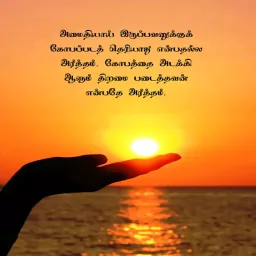 அமைதியாய் இருப்பவனுக்குக்
கோபப்படத் தெரியாது என்பதல்ல
அர்த்தம். கோபத்தை அடக்கி
ஆளும் திறமை படைத்தவன்
என்பதே அர்த்தம்.